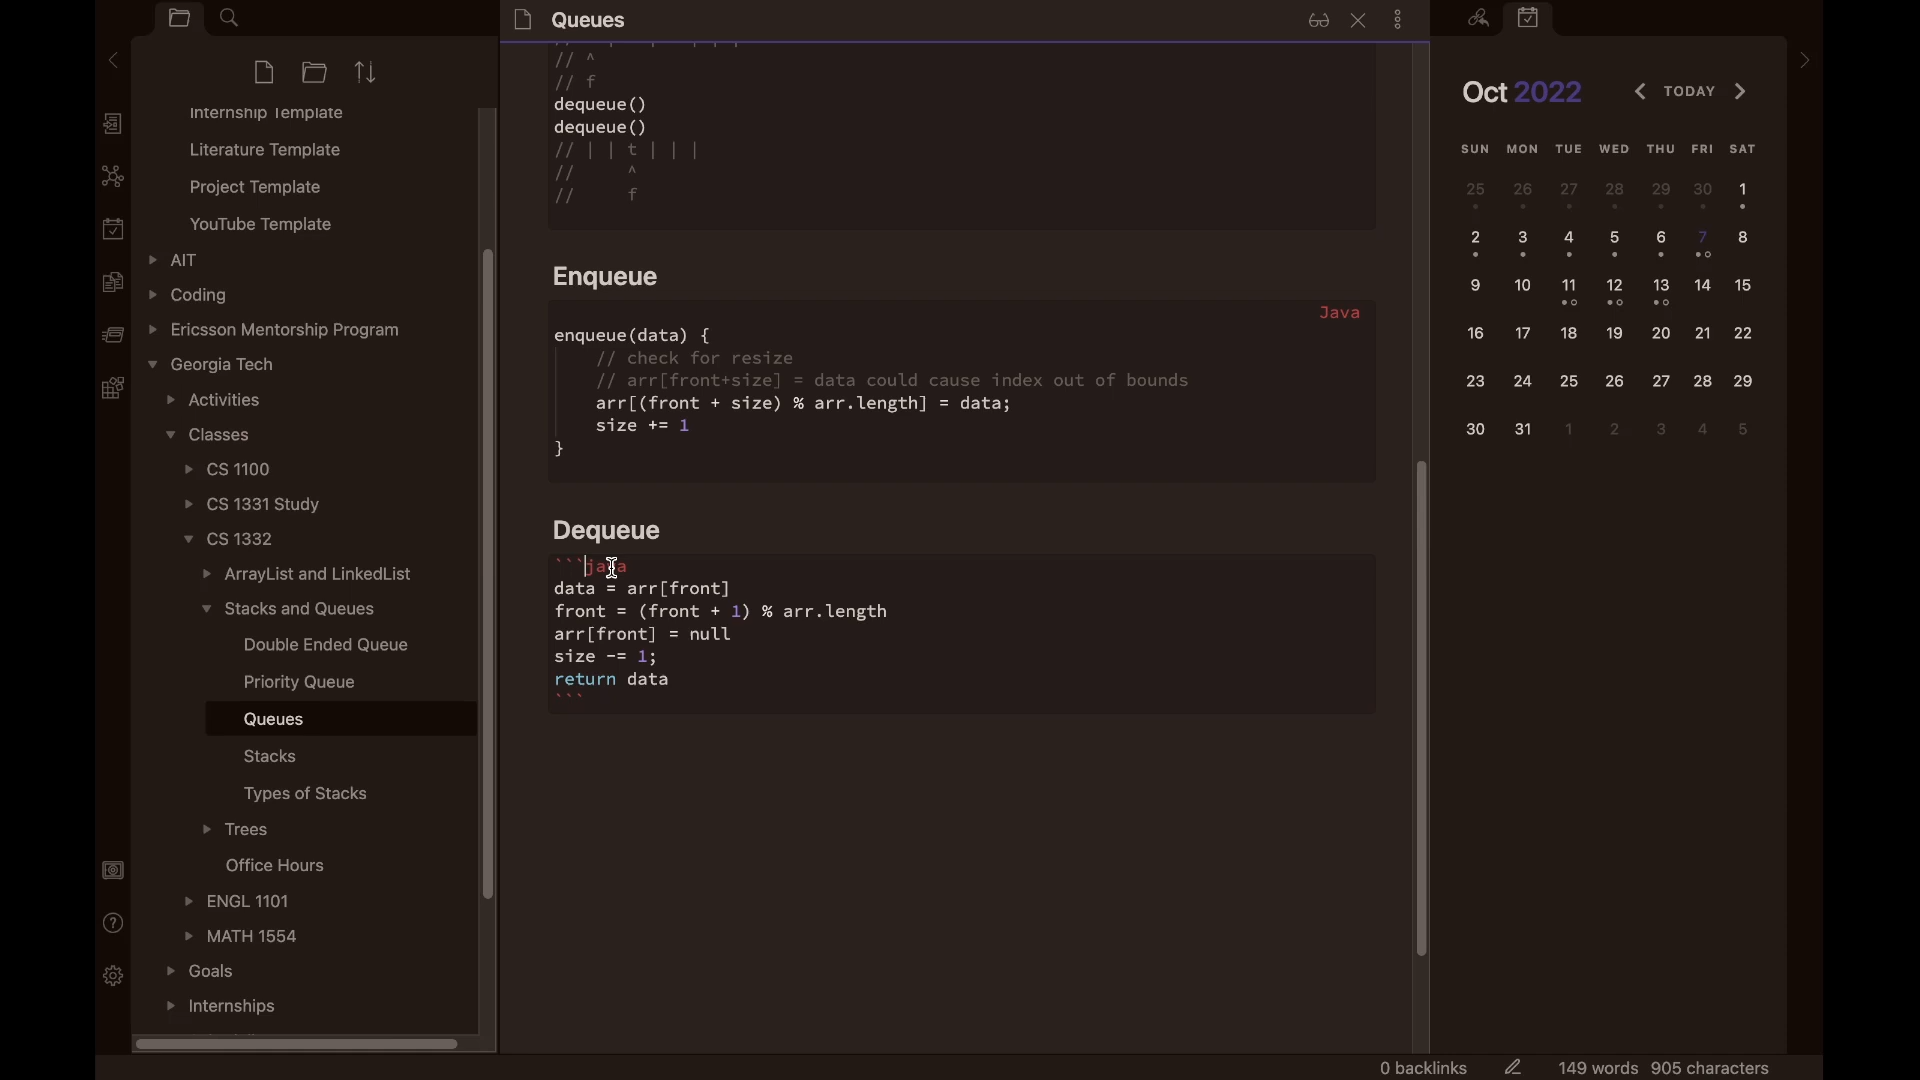 Queues
Internship Template
Literature Template
Project Template
YouTube Template
AIT
Coding
Ericsson Mentorship Program
Georgia Tech
Activities
Classes
CS 1100
CS 1331 Study
CS 1332
ArrayList and LinkedList
Stacks and Queues
Double Ended Queue
Priority Queue
Queues
Stacks
Types of Stacks
Trees
Office Hours
ENGL 1101
MATH 1554
Goals
Internships
// ^
// f
dequeue()
dequeue()
// | | t | | |
//     ^
//     f
Enqueue
Java
enqueue(data) {
    // check for resize
    // arr[front+size] = data could cause index out of bounds
    arr[(front + size) % arr.length] = data;
    size += 1
}
Dequeue
```java
data = arr[front]
front = (front + 1) % arr.length
arr[front] = null
size -= 1;
return data
```
Oct 2022
TODAY
SUN MON TUE WED THU FRI SAT
25 26 27 28 29 30 1
2 3 4 5 6 7 8
9 10 11 12 13 14 15
16 17 18 19 20 21 22
23 24 25 26 27 28 29
30 31 1 2 3 4 5
0 backlinks 149 words 905 characters